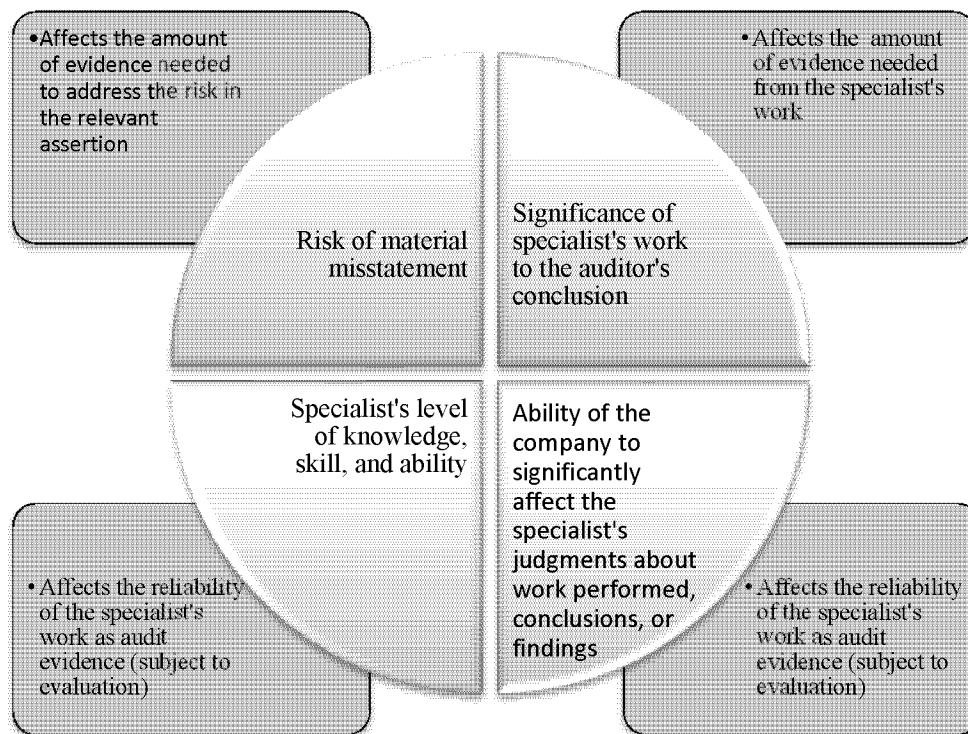 •Affects the amount
of evidence needed
to address the risk in
the relevant
assertion
• Affects the amount
of evidence needed
from the specialist's
work
Risk of material
misstatement
Significance of
specialist's work
to the auditor's
conclusion
Specialist's level
of knowledge,
skill, and ability
Ability of the
company to
significantly
affect the
specialist's
judgments about
work performed,
conclusions, or
findings
• Affects the reliability
of the specialist's
work as audit
evidence (subject to
evaluation)
• Affects the reliability
of the specialist's
work as audit
evidence (subject to
evaluation)